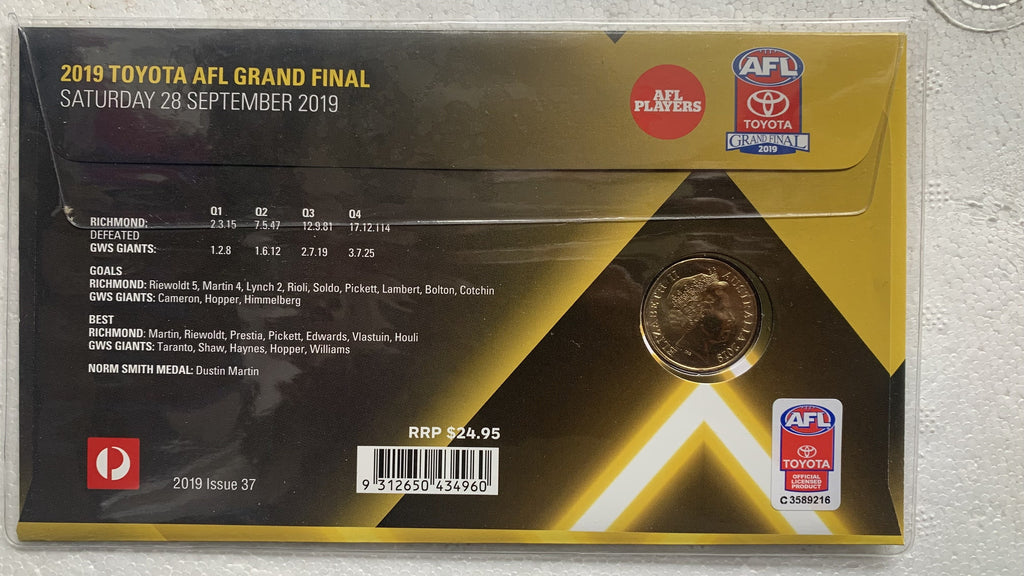 2019 TOYOTA AFL GRAND FINAL
SATURDAY 28 SEPTEMBER 2019
AFL
PLAYERS
AFL
TOYOTA
GRAND FINAL
2019
Q1 Q2 Q3 Q4
RICHMOND: 2.3.15 7.5.47 12.9.81 17.12.114
DEFEATED
GWS GIANTS: 1.2.8 1.6.12 2.7.19 3.7.25
GOALS
RICHMOND: Riewoldt 5, Martin 4, Lynch 2, Rioli, Soldo, Pickett, Lambert, Bolton, Cotchin
GWS GIANTS: Cameron, Hopper, Himmelberg
BEST
RICHMOND: Martin, Riewoldt, Prestia, Pickett, Edwards, Vlastuin, Houli
GWS GIANTS: Taranto, Shaw, Haynes, Hopper, Williams
NORM SMITH MEDAL: Dustin Martin
ELIZABETH II AUSTRALIA 2019
RRP $24.95
9 312650 434960
2019 Issue 37
AFL
TOYOTA
OFFICIAL
LICENSED
PRODUCT
C 3589216